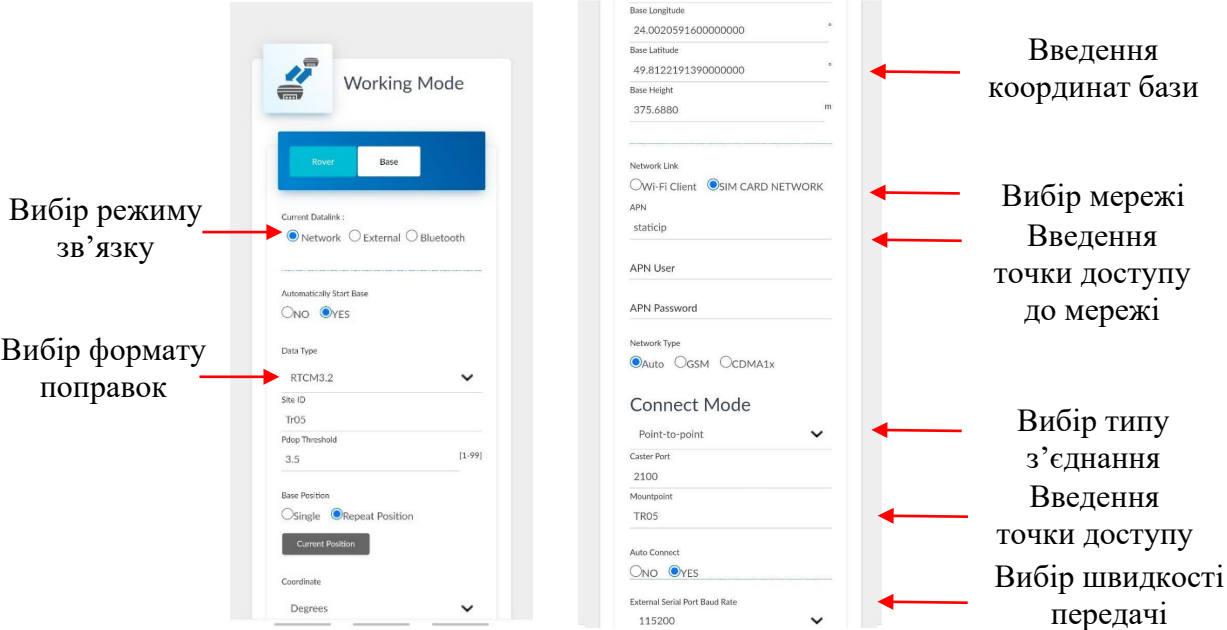 Working Mode
Rover Base
Current Datalink :
Network External Bluetooth
Automatically Start Base
NO YES
Data Type
RTCM3.2
Site ID
Tr05
Pdop Threshold
3.5 [1-99]
Base Position
Single Repeat Position
Current Position
Coordinate
Degrees
Вибір режиму
зв’язку
Вибір формату
поправок
Base Longitude
24.0020591600000000 °
Base Latitude
49.8122191390000000 °
Base Height
375.6880 m
Network Link
Wi-Fi Client SIM CARD NETWORK
APN
staticip
APN User
APN Password
Network Type
Auto GSM CDMA1x
Connect Mode
Point-to-point
Caster Port
2100
Mountpoint
TR05
Auto Connect
NO YES
External Serial Port Baud Rate
115200
Введення
координат бази
Вибір мережі
Введення
точки доступу
до мережі
Вибір типу
з’єднання
Введення
точки доступу
Вибір швидкості
передачі